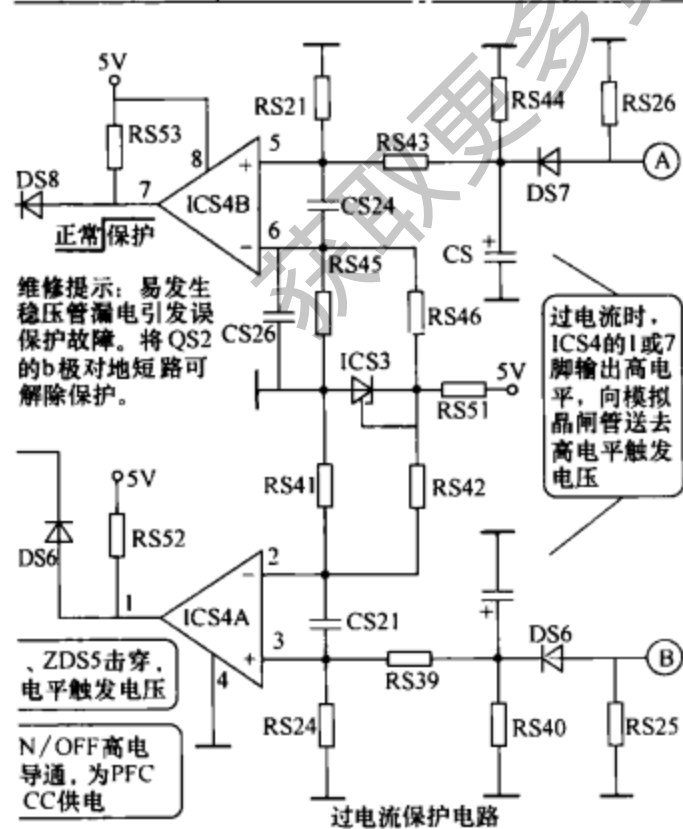 5V
RS21
RS44
RS26
RS53
RS43
5
8
A
DS8
7
ICS4B
DS7
CS24
正常 保护
6
CS
RS45
维修提示：易发生
稳压管漏电引发误
保护故障。将QS2
的b极对地短路可
解除保护。
CS26
RS46
ICS3
5V
RS51
过电流时，
ICS4的1或7
脚输出高电
平，向模拟
晶闸管送去
高电平触发
电压
RS41
RS42
5V
DS6
RS52
2
1
ICS4A
CS21
DS6
3
B
、ZDS5击穿，
电平触发电压
4
RS39
RS24
RS40
RS25
N/OFF高电
导通，为PFC
CC供电
过电流保护电路
获取更多